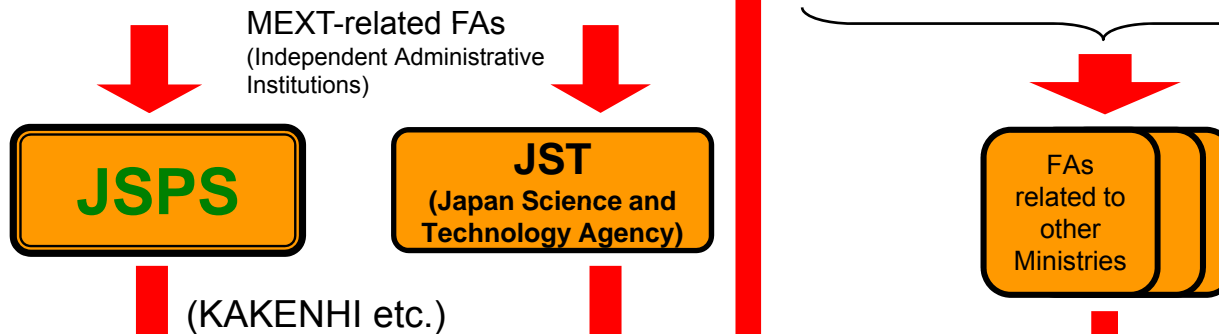 MEXT-related FAs
(Independent Administrative
Institutions)
JSPS
JST
(Japan Science and
Technology Agency)
FAs
related to
other
Ministries
(KAKENHI etc.)